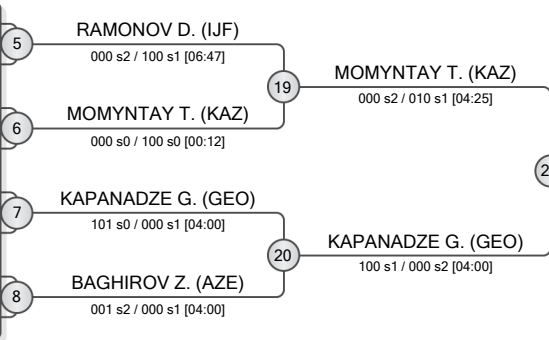 5
RAMONOV D. (IJF)
000 s2 / 100 s1 [06:47]
19
MOMYNTAY T. (KAZ)
000 s2 / 010 s1 [04:25]
6
MOMYNTAY T. (KAZ)
000 s0 / 100 s0 [00:12]
7
KAPANADZE G. (GEO)
101 s0 / 000 s1 [04:00]
20
KAPANADZE G. (GEO)
100 s1 / 000 s2 [04:00]
8
BAGHIROV Z. (AZE)
001 s2 / 000 s1 [04:00]